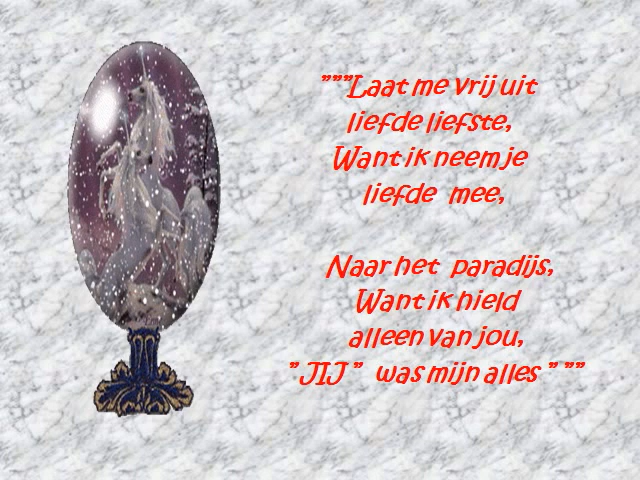 """Laat me vrij uit
liefde liefste,
Want ik neem je
liefde mee,
Naar het paradijs,
Want ik hield
alleen van jou,
"JIJ" was mijn alles " ""